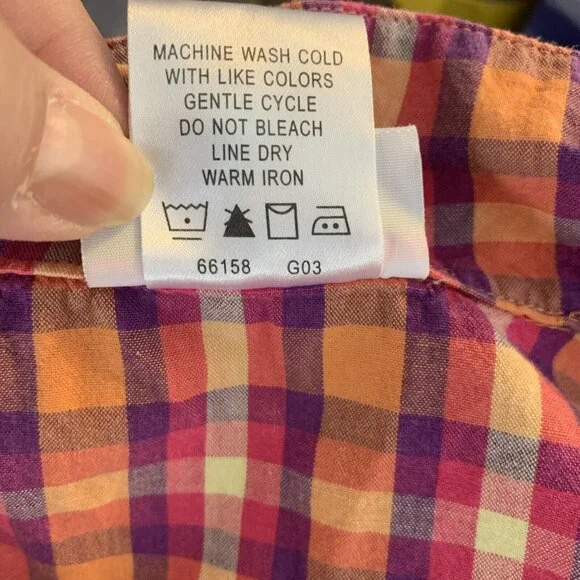 MACHINE WASH COLD
WITH LIKE COLORS
GENTLE CYCLE
DO NOT BLEACH
LINE DRY
WARM IRON
66158 G03